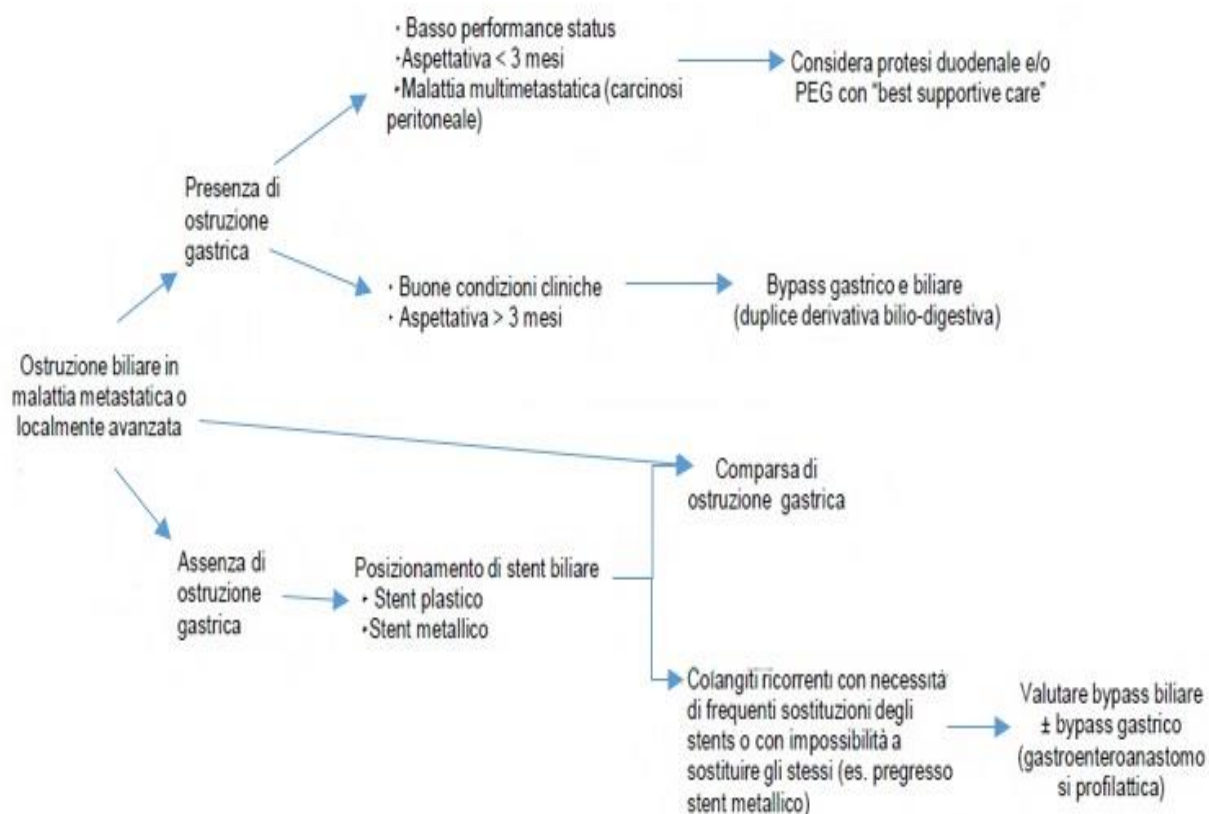 · Basso performance status
·Aspettativa < 3 mesi
·Malattia multimetastatica (carcinosi
peritoneale)
Considera protesi duodenale e/o
PEG con "best supportive care"
Presenza di
ostruzione
gastrica
· Buone condizioni cliniche
· Aspettativa > 3 mesi
Bypass gastrico e biliare
(duplice derivativa bilio-digestiva)
Ostruzione biliare in
malattia metastatica o
localmente avanzata
Comparsa di
ostruzione gastrica
Assenza di
ostruzione
gastrica
Posizionamento di stent biliare
· Stent plastico
·Stent metallico
Colangiti ricorrenti con necessità
di frequenti sostituzioni degli
stents o con impossibilità a
sostituire gli stessi (es. pregresso
stent metallico)
Valutare bypass biliare
± bypass gastrico
(gastroenteroanastomo
si profilattica)